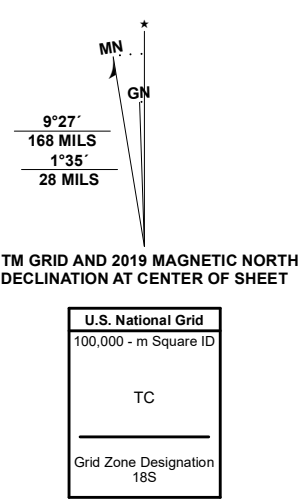 MN
GN
9°27´
168 MILS
1°35´
28 MILS
TM GRID AND 2019 MAGNETIC NORTH
DECLINATION AT CENTER OF SHEET
U.S. National Grid
100,000 - m Square ID
TC
Grid Zone Designation
18S